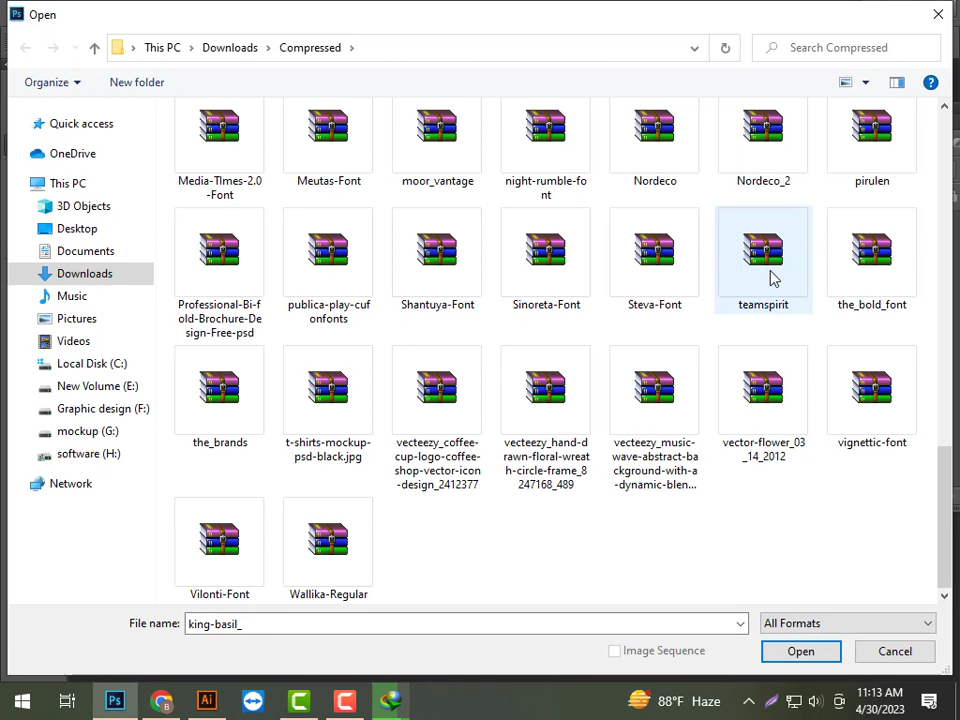 Ps Open
This PC > Downloads > Compressed >
Search Compressed
Organize
New folder
?
Quick access
OneDrive
This PC
3D Objects
Desktop
Documents
Downloads
Music
Pictures
Videos
Local Disk (C:)
New Volume (E:)
Graphic design (F:)
mockup (G:)
software (H:)
Network
Media-TImes-2.0
-Font
Meutas-Font
moor_vantage
night-rumble-fo
nt
Nordeco
Nordeco_2
pirulen
Professional-Bi-f
old-Brochure-De
sign-Free-psd
publica-play-cuf
onfonts
Shantuya-Font
Sinoreta-Font
Steva-Font
teamspirit
the_bold_font
the_brands
t-shirts-mockup-
psd-black.jpg
vecteezy_coffee-
cup-logo-coffee-
shop-vector-icon
-design_2412377
vecteezy_hand-d
rawn-floral-wreat
h-circle-frame_8
247168_489
vecteezy_music-
wave-abstract-ba
ckground-with-a
-dynamic-blen...
vector-flower_03
_14_2012
vignettic-font
Vilonti-Font
Wallika-Regular
File name: king-basil_
All Formats
Image Sequence
Open
Cancel
Ps
B
Ai
C
C
88°F Haze
11:13 AM
4/30/2023